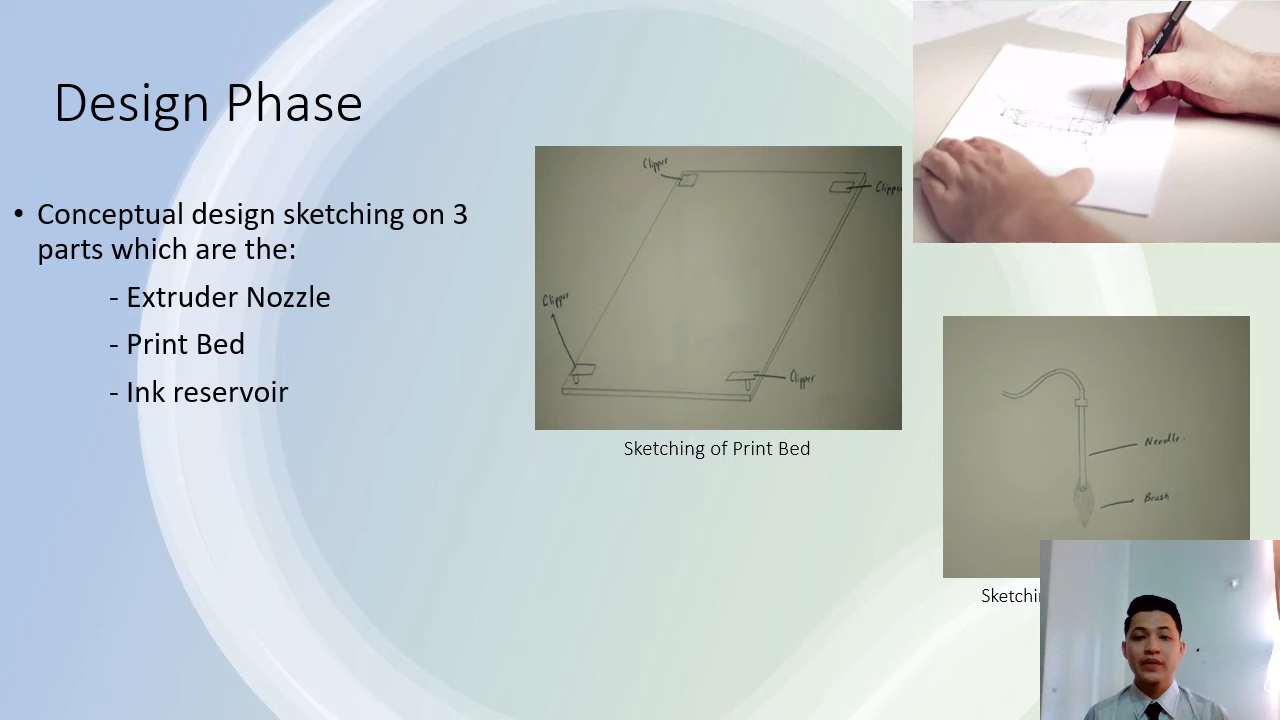 Design Phase
• Conceptual design sketching on 3
parts which are the:
- Extruder Nozzle
- Print Bed
- Ink reservoir
Clipper
Clipper
Clipper
Clipper
Sketching of Print Bed
Needle
Brush